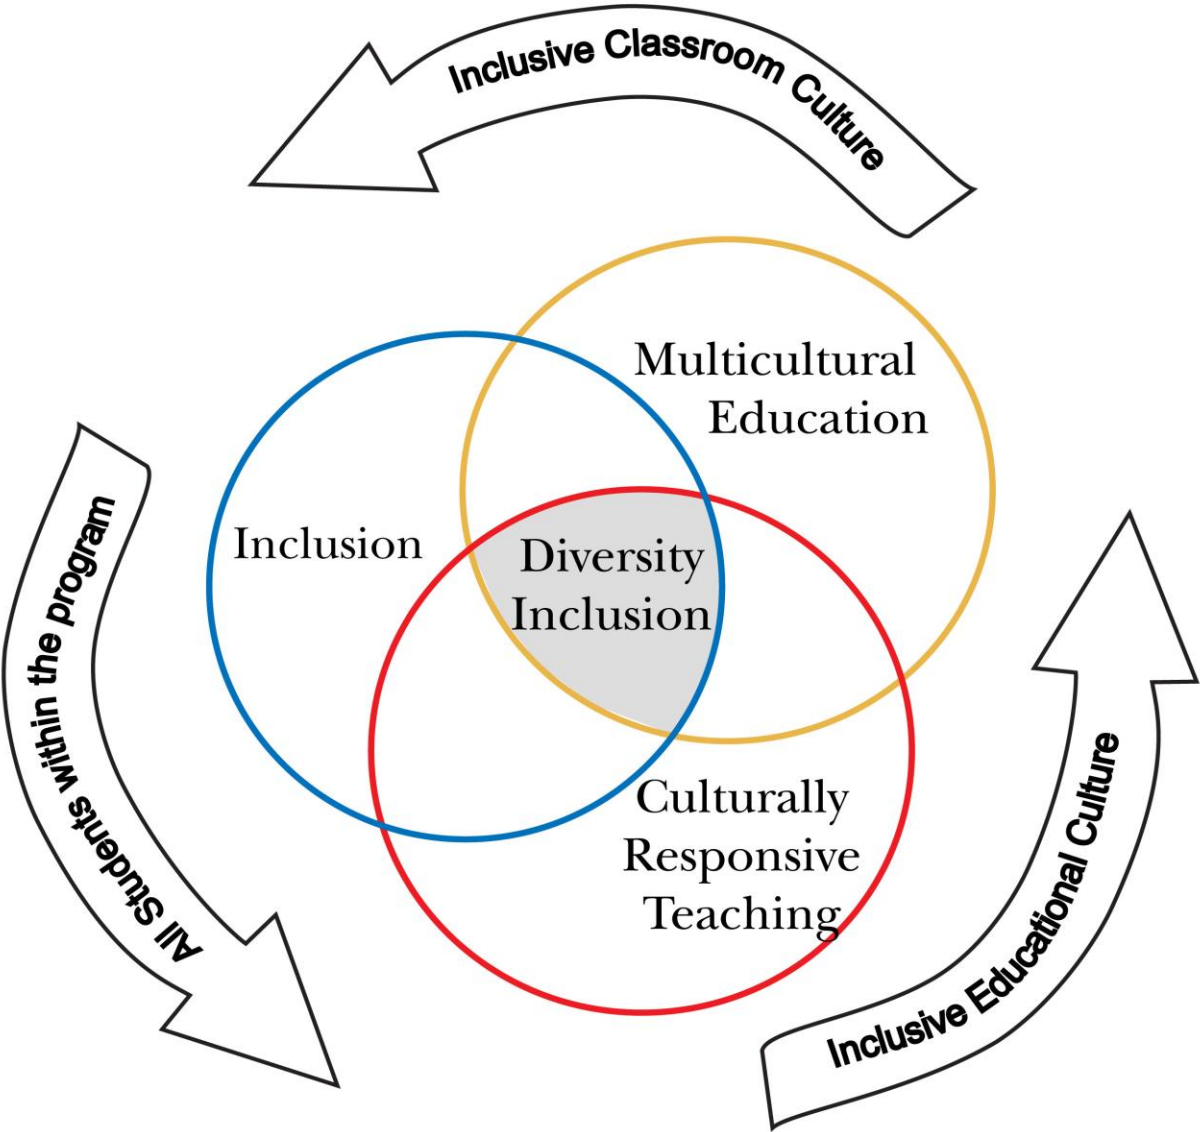 Inclusive Classroom Culture
Multicultural
Education
Inclusion
Diversity
Inclusion
Culturally
Responsive
Teaching
All Students within the program
Inclusive Educational Culture